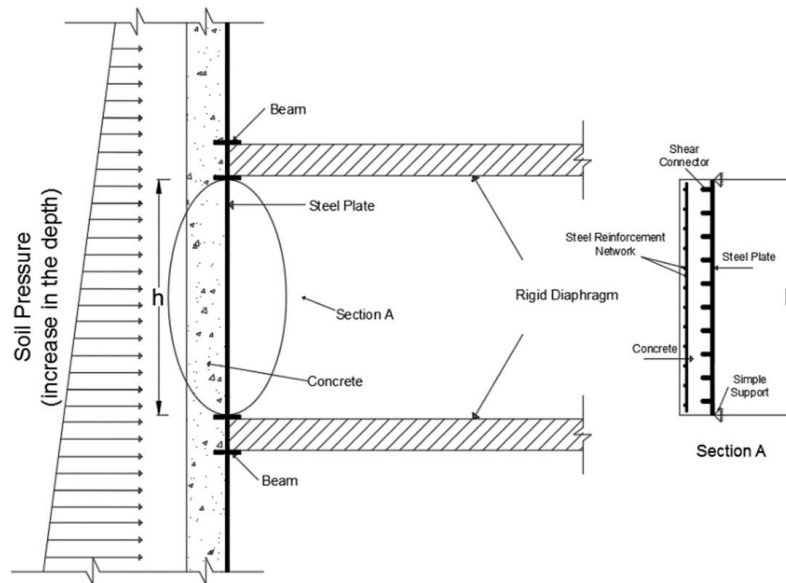 Soil Pressure
(increase in the depth)
h
Beam
Steel Plate
Section A
Concrete
Beam
Rigid Diaphragm
Shear
Connector
Steel Reinforcement
Network
Steel Plate
Concrete
Simple
Support
Section A